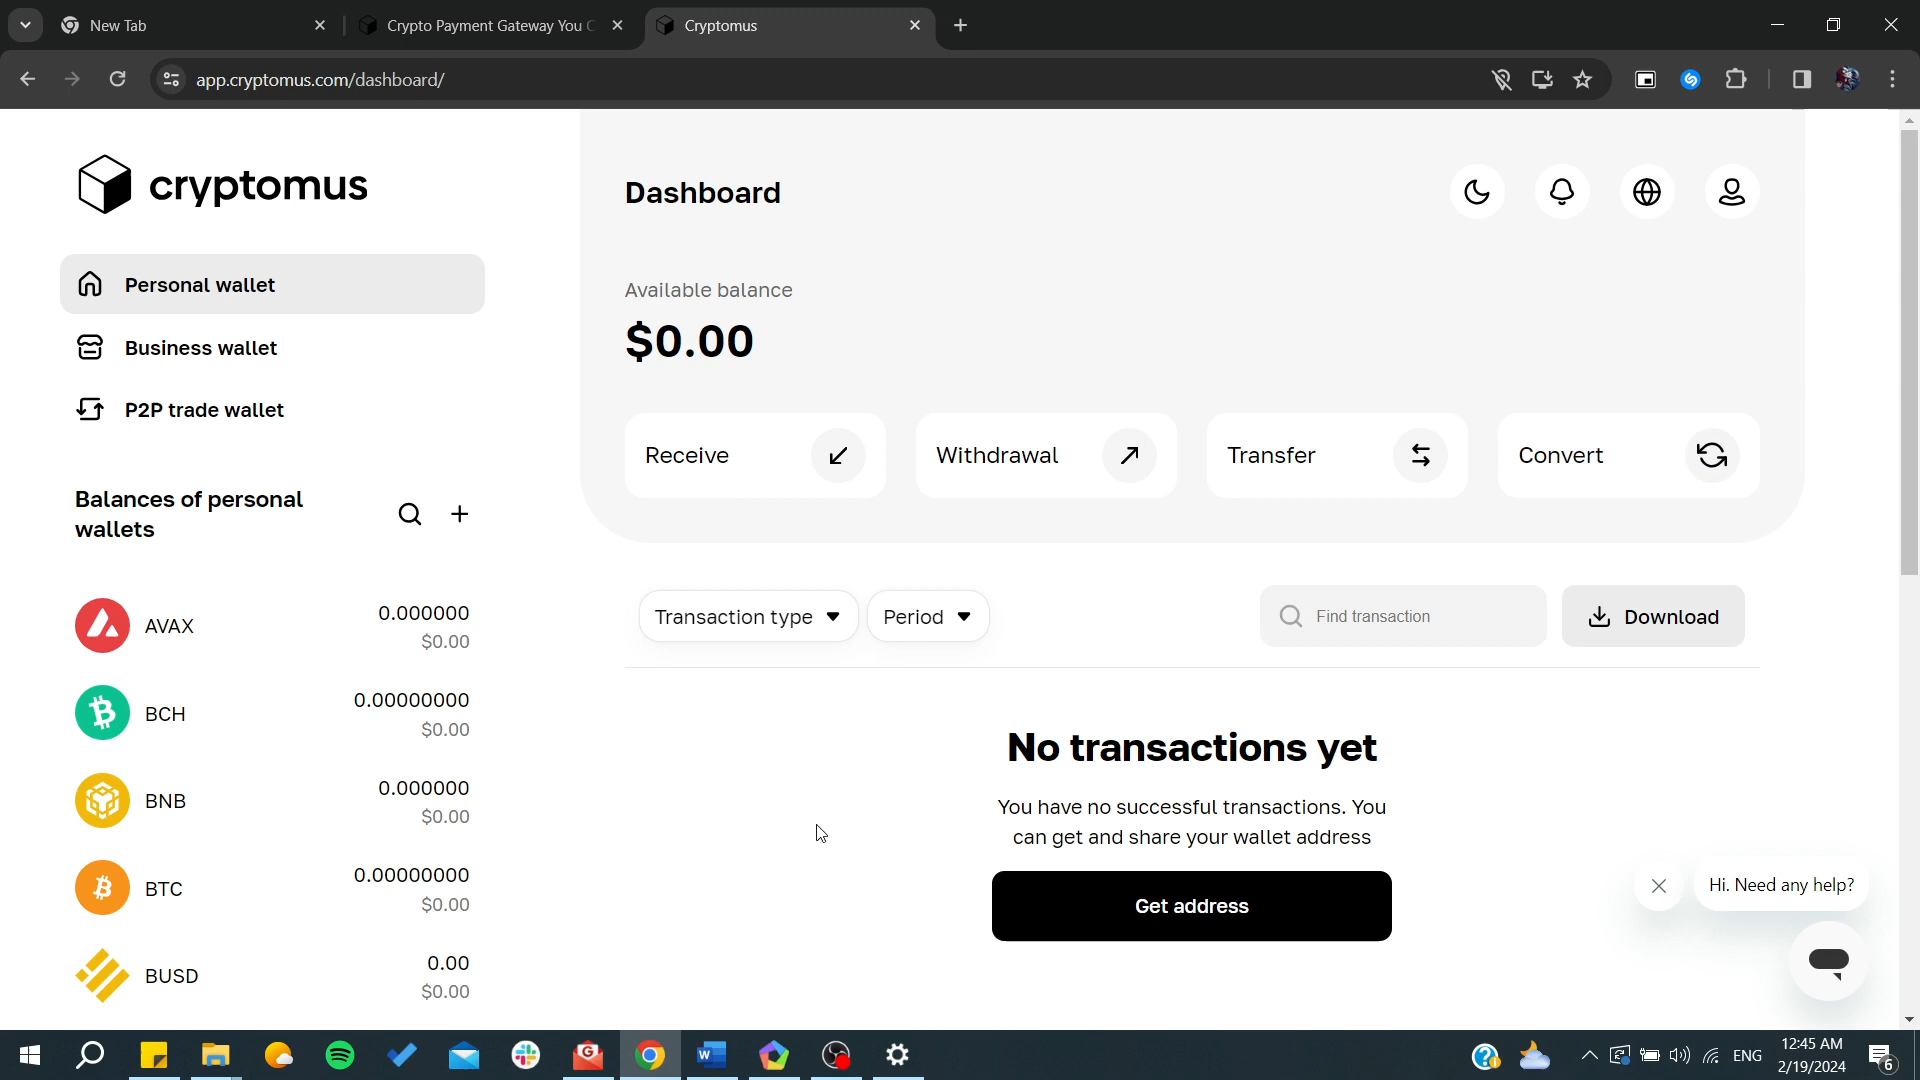 New Tab
Crypto Payment Gateway You C
Cryptomus
app.cryptomus.com/dashboard/
cryptomus
Personal wallet
Business wallet
P2P trade wallet
Balances of personal
wallets
AVAX
0.000000
$0.00
BCH
0.00000000
$0.00
BNB
0.000000
$0.00
BTC
0.00000000
$0.00
BUSD
0.00
$0.00
Dashboard
Available balance
$0.00
Receive
Withdrawal
Transfer
Convert
Transaction type
Period
Find transaction
Download
No transactions yet
You have no successful transactions. You
can get and share your wallet address
Get address
Hi. Need any help?
ENG
12:45 AM
2/19/2024
6